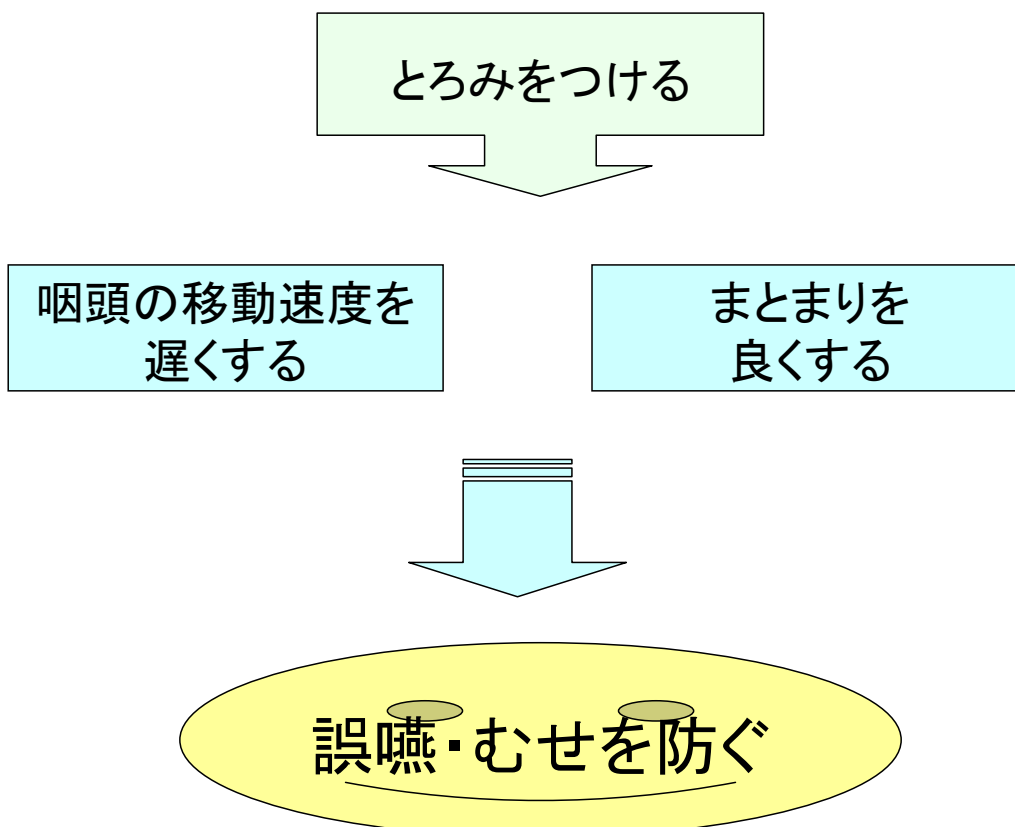 とろみをつける
咽頭の移動速度を
遅くする
まとまりを
良くする
誤嚥・むせを防ぐ